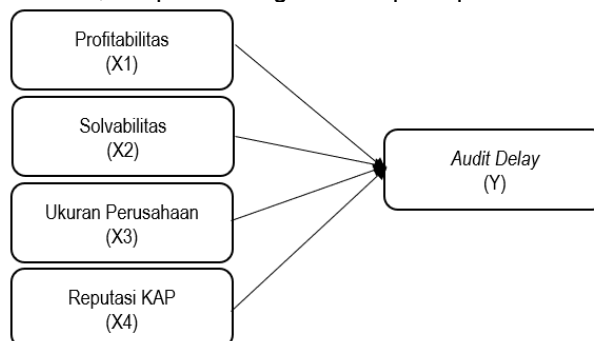 Profitabilitas
(X1)
Solvabilitas
(X2)
Ukuran Perusahaan
(X3)
Reputasi KAP
(X4)
Audit Delay
(Y)